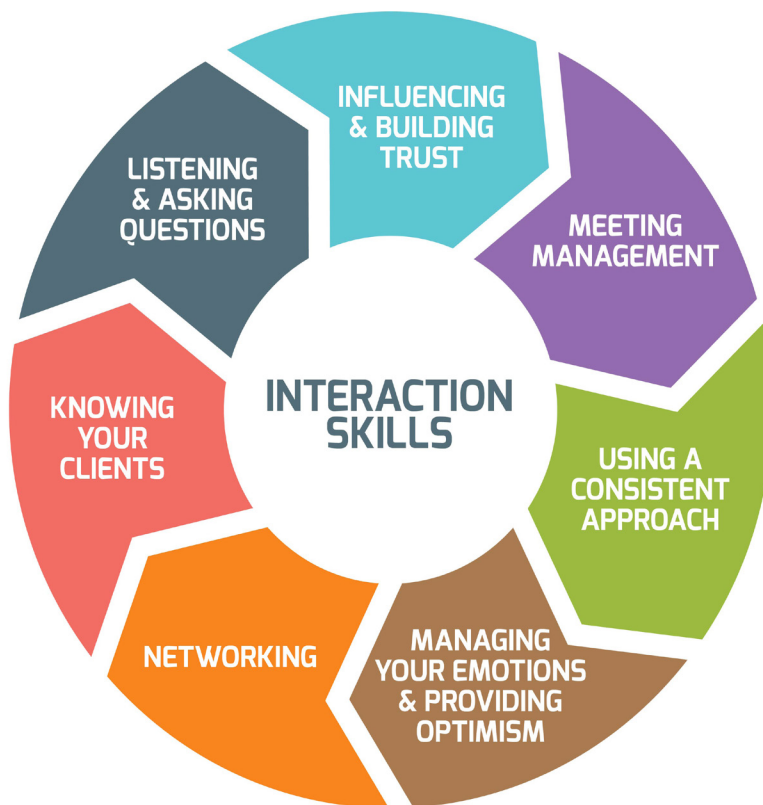 INFLUENCING
& BUILDING
TRUST
MEETING
MANAGEMENT
USING A
CONSISTENT
APPROACH
MANAGING
YOUR EMOTIONS
& PROVIDING
OPTIMISM
NETWORKING
KNOWING
YOUR
CLIENTS
LISTENING
& ASKING
QUESTIONS
INTERACTION
SKILLS